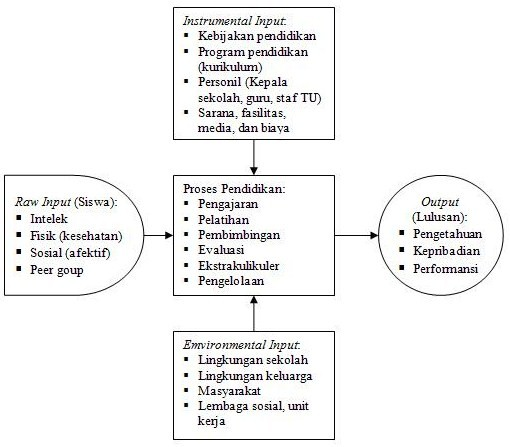 Instrumental Input:
▪ Kebijakan pendidikan
▪ Program pendidikan
(kurikulum)
▪ Personil (Kepala
sekolah, guru, staf TU)
▪ Sarana, fasilitas,
media, dan biaya
Raw Input (Siswa):
▪ Intelek
▪ Fisik (kesehatan)
▪ Sosial (afektif)
▪ Peer goup
Proses Pendidikan:
▪ Pengajaran
▪ Pelatihan
▪ Pembimbingan
▪ Evaluasi
▪ Ekstrakulikuler
▪ Pengelolaan
Output
(Lulusan):
▪ Pengetahuan
▪ Kepribadian
▪ Performansi
Emvironmental Input:
▪ Lingkungan sekolah
▪ Lingkungan keluarga
▪ Masyarakat
▪ Lembaga sosial, unit
kerja